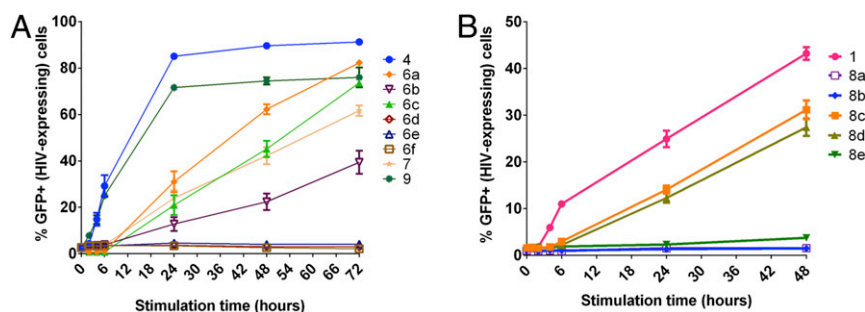 A
% GFP+ (HIV-expressing) cells
100
80
60
40
20
0
0 6 12 18 24 30 36 42 48 54 60 66 72
Stimulation time (hours)
4
6a
6b
6c
6d
6e
6f
7
9
B
% GFP+ (HIV-expressing) cells
50
40
30
20
10
0
0 6 12 18 24 30 36 42 48
Stimulation time (hours)
1
8a
8b
8c
8d
8e